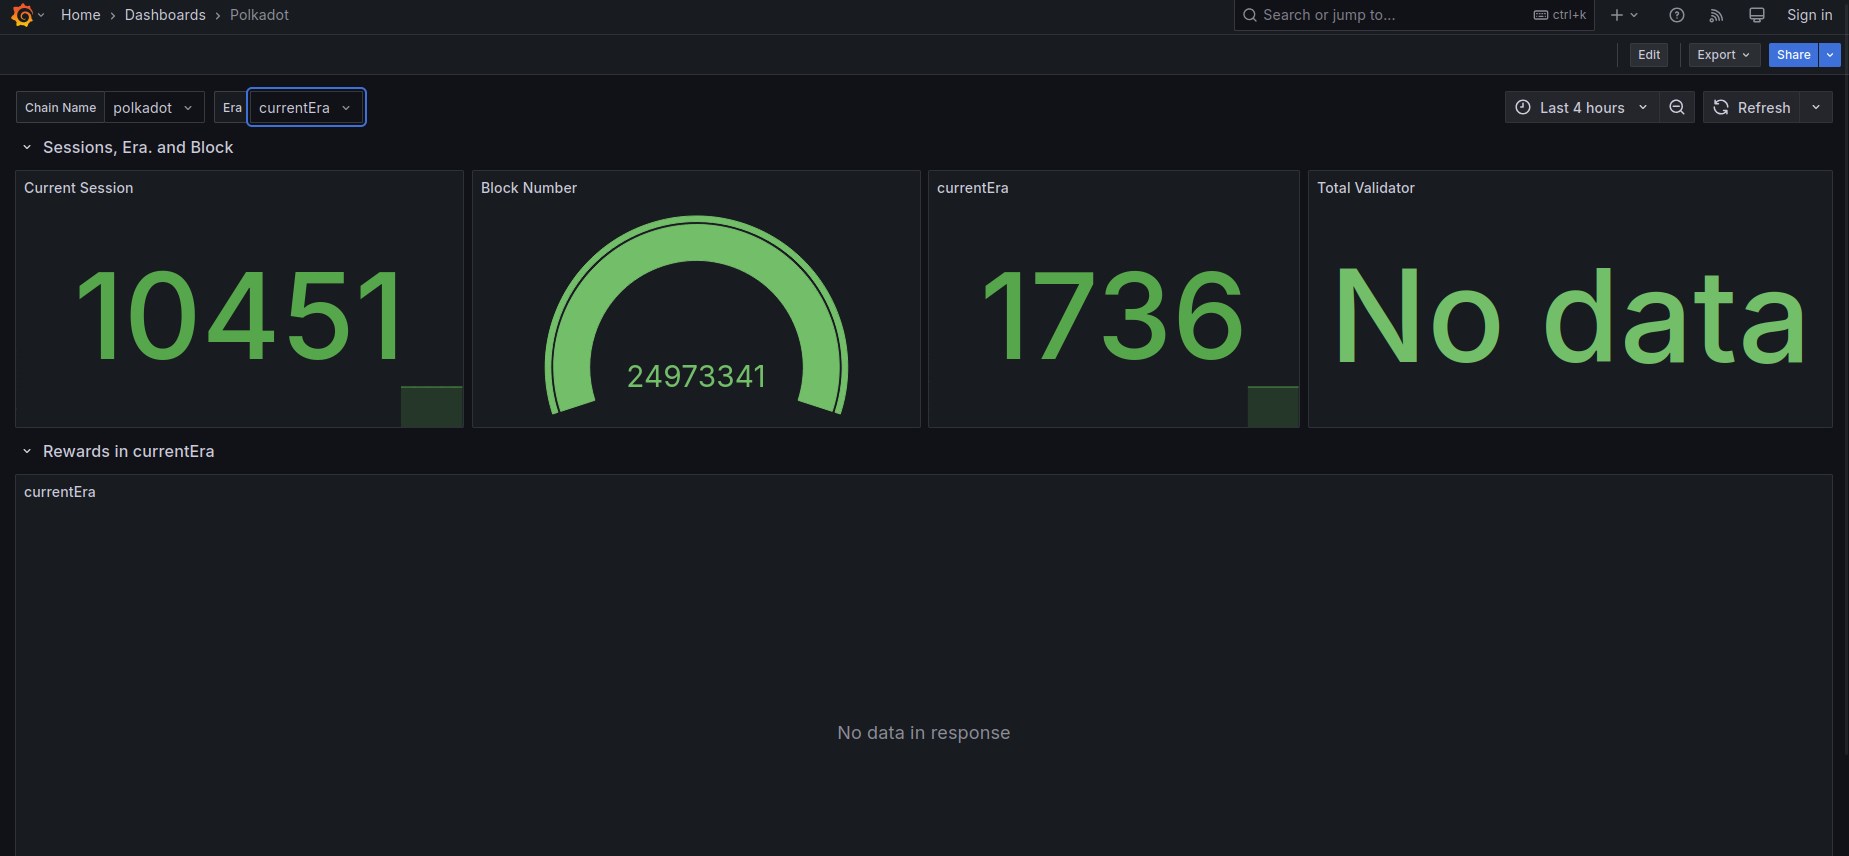 Home > Dashboards > Polkadot Search or jump to... ctrl+k Sign in
Edit Export Share
Chain Name polkadot Era currentEra Last 4 hours Refresh
Sessions, Era. and Block
Current Session Block Number currentEra Total Validator
10451 24973341 1736 No data
Rewards in currentEra
currentEra
No data in response